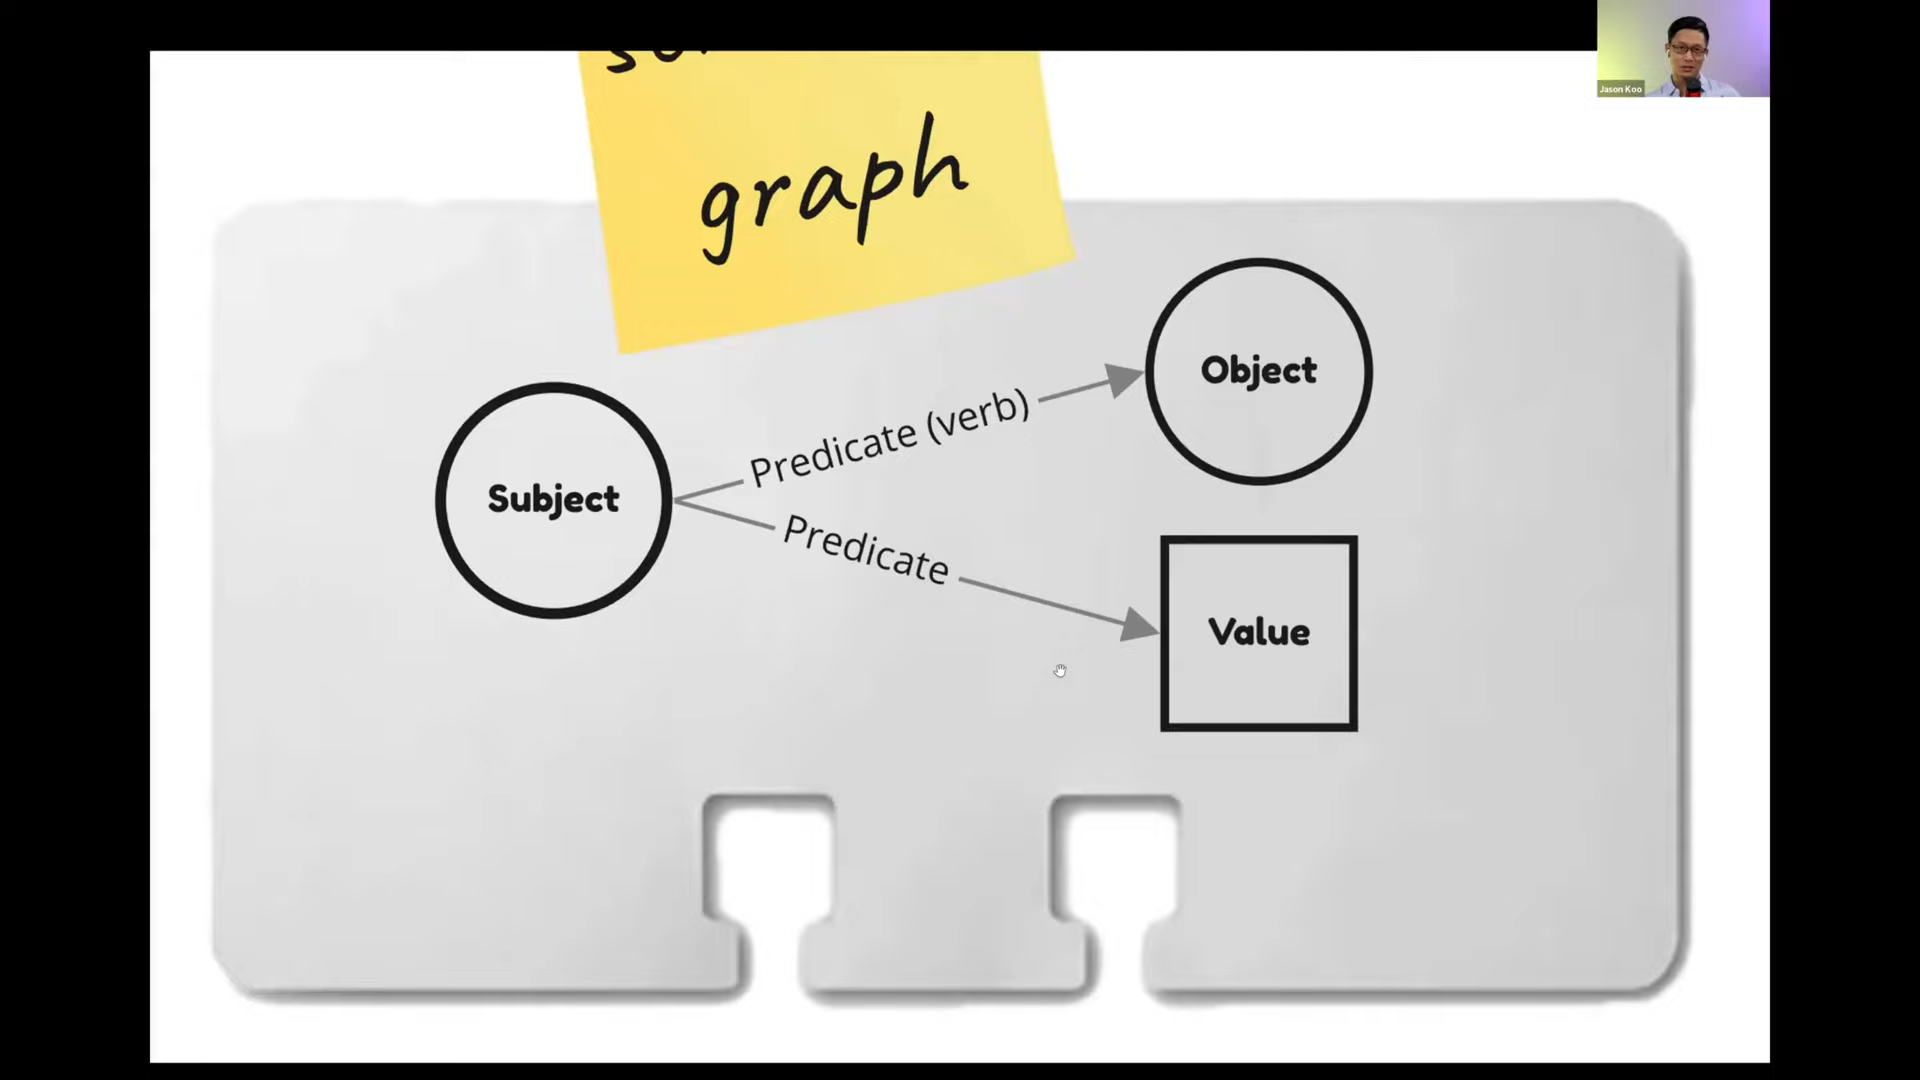 Jason Koo
graph
Object
Predicate (verb)
Subject
Predicate
Value